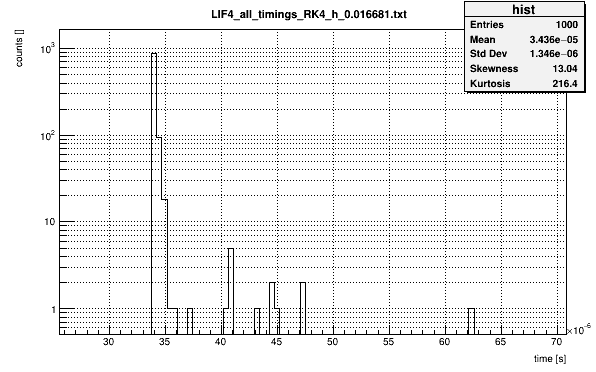 LIF4_all_timings_RK4_h_0.016681.txt
hist
Entries 1000
Mean 3.436e−05
Std Dev 1.346e−06
Skewness 13.04
Kurtosis 216.4
counts []
10³
10²
10
1
30 35 40 45 50 55 60 65 70
×10⁻⁶
time [s]